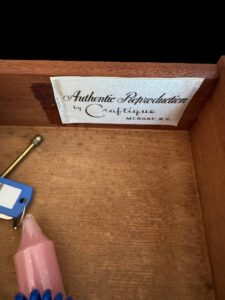 Authentic Reproduction
by Craftique
MEBANE, N.C.